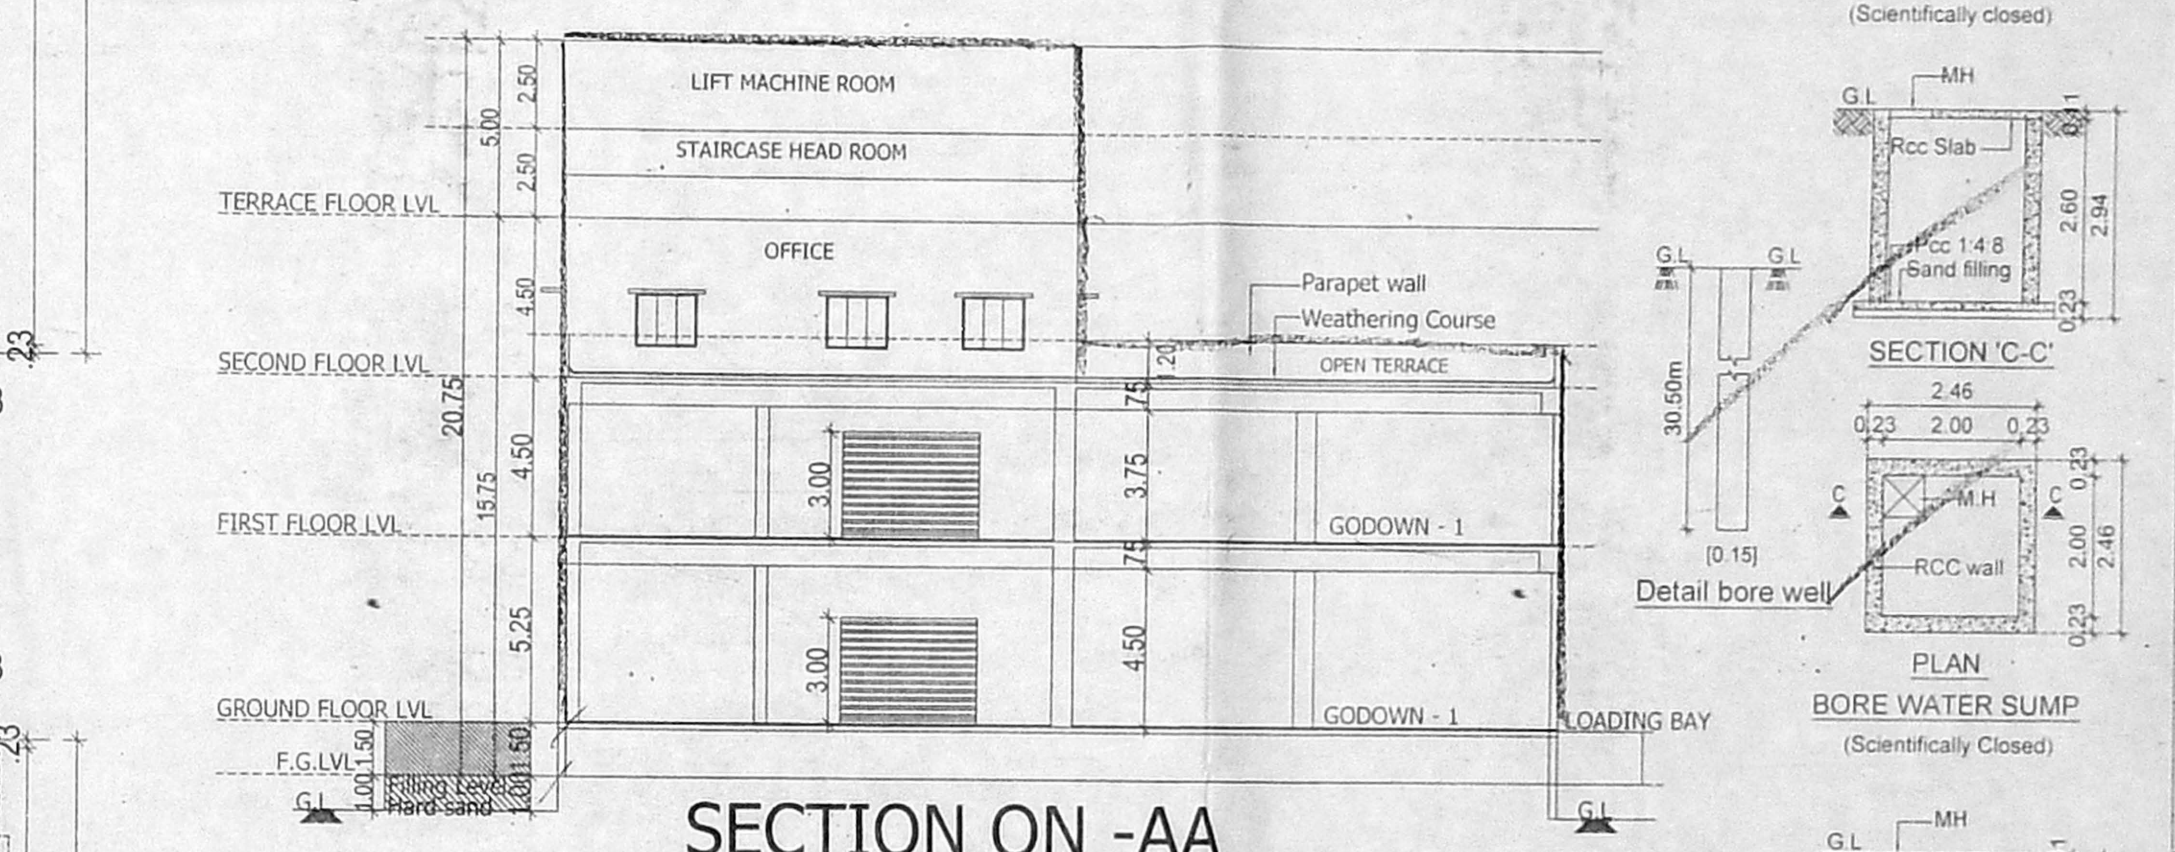 (Scientifically closed)
LIFT MACHINE ROOM
2.50
5.00
STAIRCASE HEAD ROOM
2.50
TERRACE FLOOR LVL
OFFICE
4.50
Parapet wall
Weathering Course
SECOND FLOOR LVL
1.20
OPEN TERRACE
.75
20.75
4.50
3.00
3.75
15.75
FIRST FLOOR LVL
GODOWN - 1
.75
5.25
3.00
4.50
GROUND FLOOR LVL
GODOWN - 1
LOADING BAY
1.50
1.50
F.G.LVL
1.00
Filling Level
1.00
Hard sand
G.L
G.L
SECTION ON -AA
.23
.23
MH
G.L
Rcc Slab
2.60
2.94
Pcc 1:4:8
Sand filling
0.23
SECTION 'C-C'
G.L
G.L
30.50m
[0.15]
Detail bore well
2.46
0.23
2.00
0.23
0.23
C
M.H
C
2.00
2.46
RCC wall
0.23
PLAN
BORE WATER SUMP
(Scientifically Closed)
MH
G.L